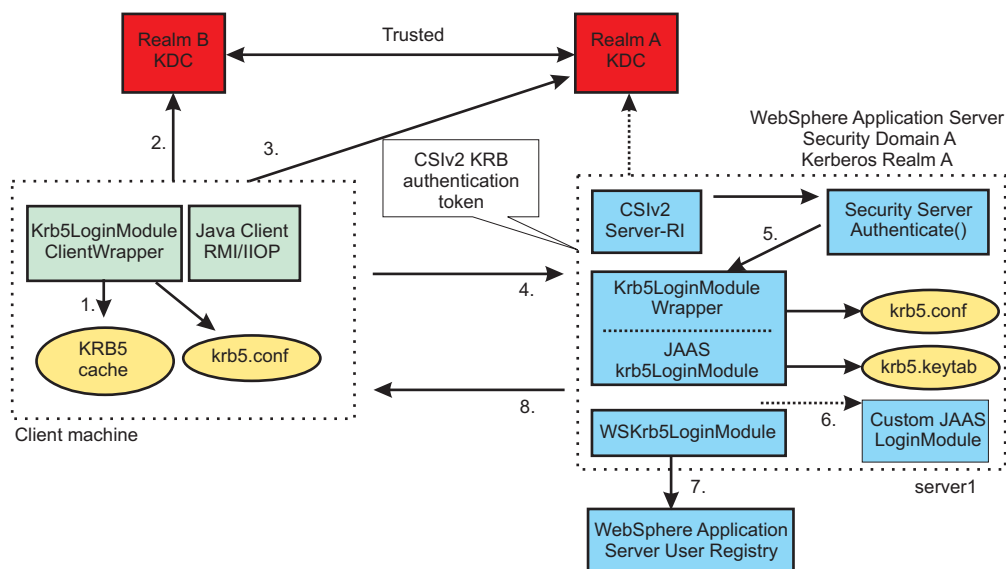 Realm B
KDC
Trusted
Realm A
KDC
2.
3.
WebSphere Application Server
Security Domain A
Kerberos Realm A
CSIv2 KRB
authentication
token
Krb5LoginModule
ClientWrapper
Java Client
RMI/IIOP
CSIv2
Server-RI
Security Server
Authenticate()
5.
1.
4.
Krb5LoginModule
Wrapper
JAAS
krb5LoginModule
krb5.conf
krb5.keytab
KRB5
cache
krb5.conf
8.
6.
WSKrb5LoginModule
Custom JAAS
LoginModule
Client machine
server1
7.
WebSphere Application
Server User Registry